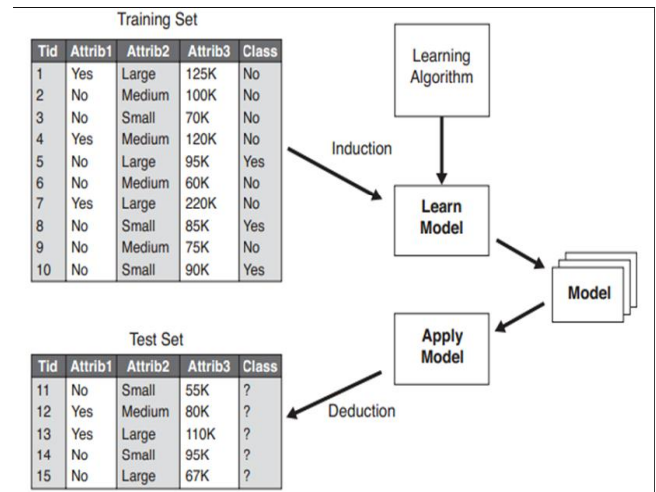 Training Set
Tid Attrib1 Attrib2 Attrib3 Class
1 Yes Large 125K No
2 No Medium 100K No
3 No Small 70K No
4 Yes Medium 120K No
5 No Large 95K Yes
6 No Medium 60K No
7 Yes Large 220K No
8 No Small 85K Yes
9 No Medium 75K No
10 No Small 90K Yes
Learning
Algorithm
Induction
Learn
Model
Model
Apply
Model
Deduction
Test Set
Tid Attrib1 Attrib2 Attrib3 Class
11 No Small 55K ?
12 Yes Medium 80K ?
13 Yes Large 110K ?
14 No Small 95K ?
15 No Large 67K ?